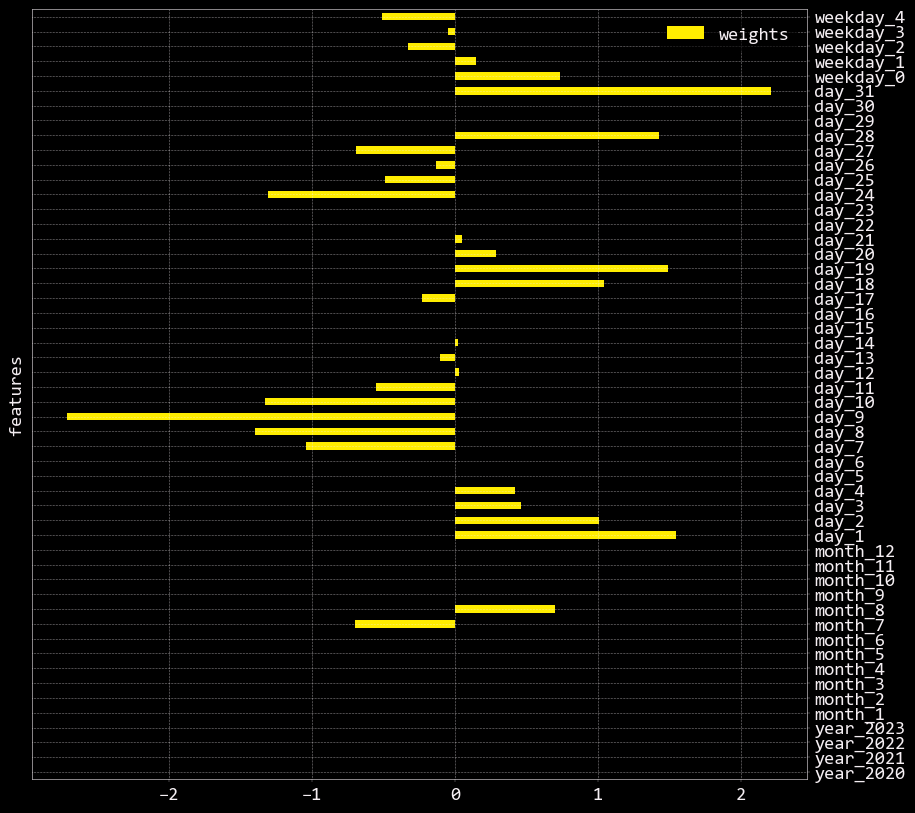 weekday_4
weekday_3
weekday_2
weekday_1
weekday_0
day_31
day_30
day_29
day_28
day_27
day_26
day_25
day_24
day_23
day_22
day_21
day_20
day_19
day_18
day_17
day_16
day_15
day_14
day_13
day_12
day_11
day_10
day_9
day_8
day_7
day_6
day_5
day_4
day_3
day_2
day_1
month_12
month_11
month_10
month_9
month_8
month_7
month_6
month_5
month_4
month_3
month_2
month_1
year_2023
year_2022
year_2021
year_2020
weights
features
−2 −1 0 1 2